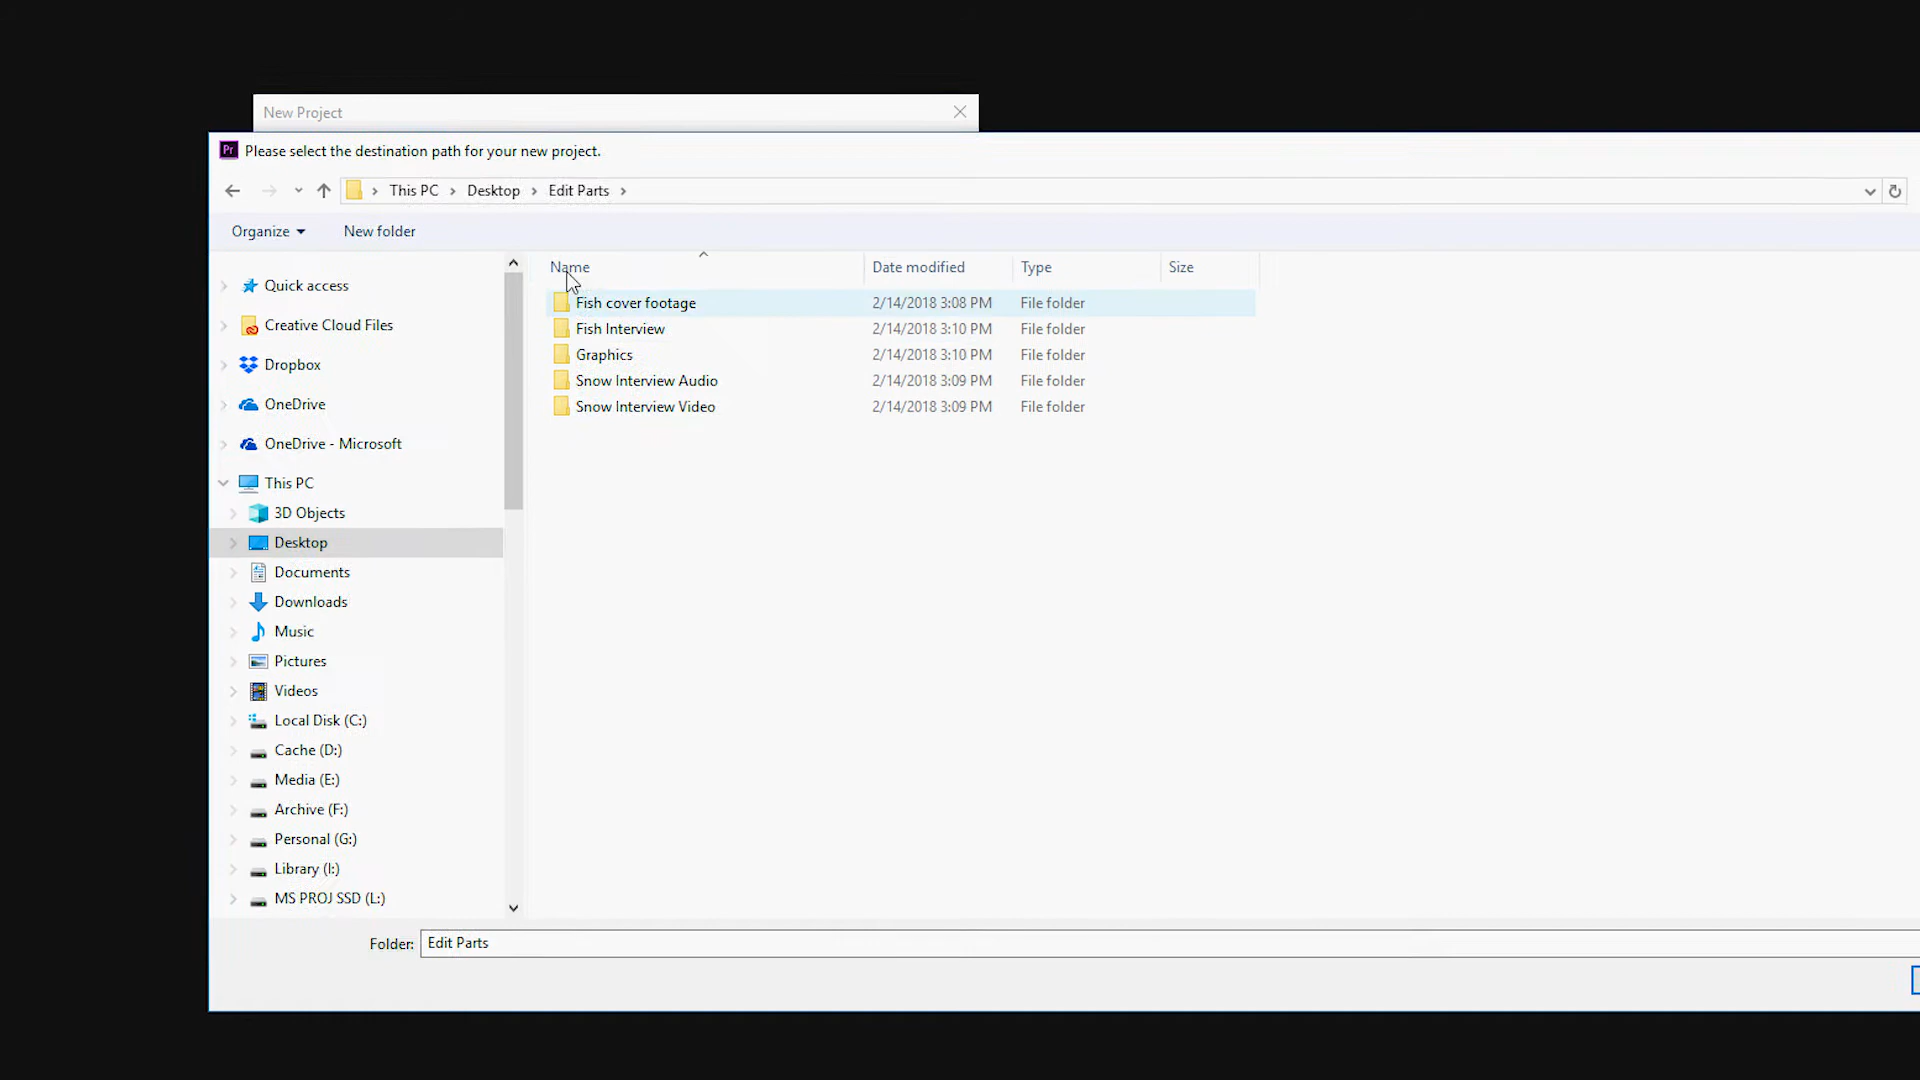 New Project
Pr Please select the destination path for your new project.
This PC Desktop Edit Parts
Organize New folder
Name Date modified Type Size
Quick access
Creative Cloud Files
Dropbox
OneDrive
OneDrive - Microsoft
This PC
3D Objects
Desktop
Documents
Downloads
Music
Pictures
Videos
Local Disk (C:)
Cache (D:)
Media (E:)
Archive (F:)
Personal (G:)
Library (I:)
MS PROJ SSD (L:)
Fish cover footage 2/14/2018 3:08 PM File folder
Fish Interview 2/14/2018 3:10 PM File folder
Graphics 2/14/2018 3:10 PM File folder
Snow Interview Audio 2/14/2018 3:09 PM File folder
Snow Interview Video 2/14/2018 3:09 PM File folder
Folder: Edit Parts